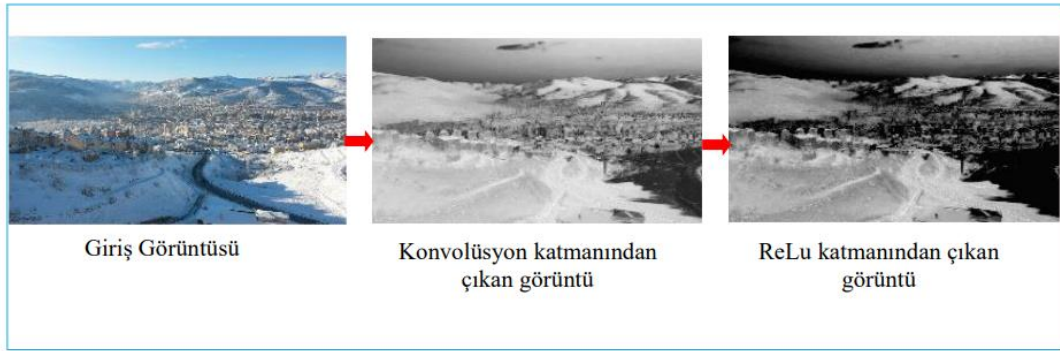 Giriş Görüntüsü
Konvolüsyon katmanından
çıkan görüntü
ReLu katmanından çıkan
görüntü